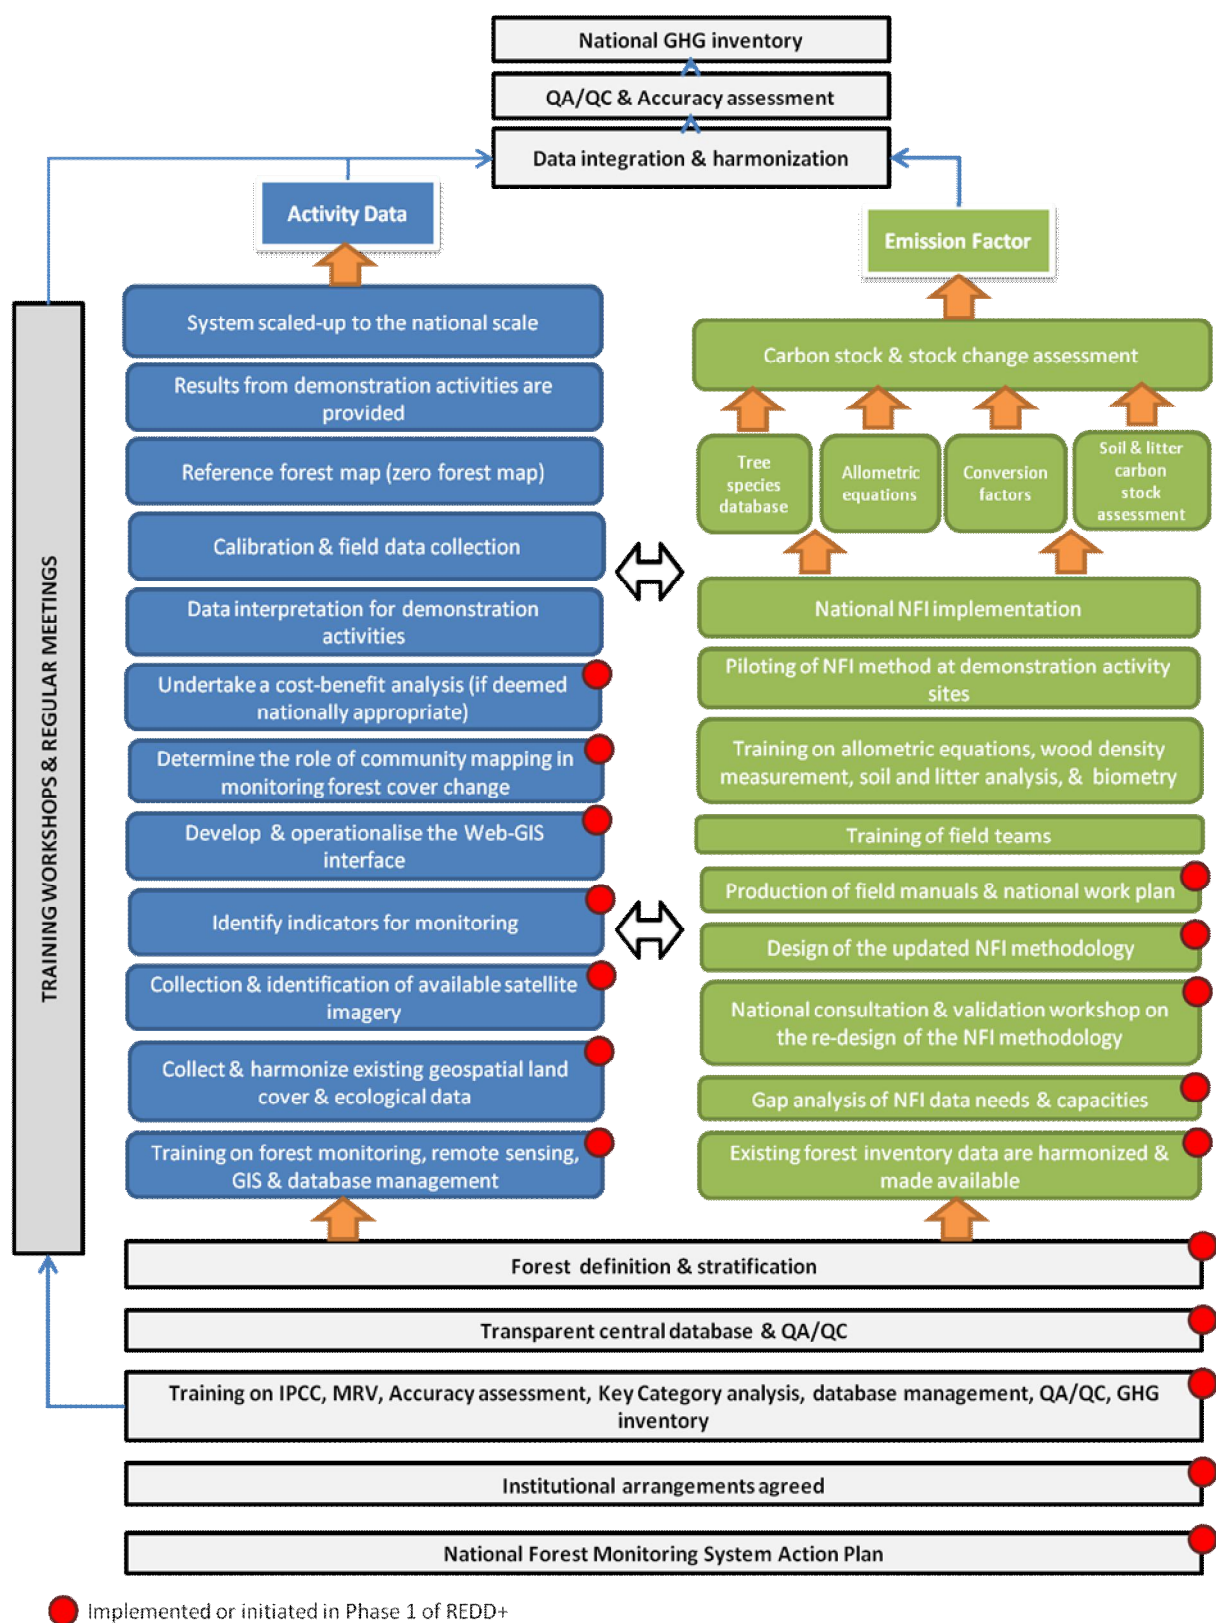 National GHG inventory
QA/QC & Accuracy assessment
Data integration & harmonization
Activity Data
Emission Factor
TRAINING WORKSHOPS & REGULAR MEETINGS
System scaled-up to the national scale
Results from demonstration activities are
provided
Reference forest map (zero forest map)
Calibration & field data collection
Data interpretation for demonstration
activities
Undertake a cost-benefit analysis (if deemed
nationally appropriate)
Determine the role of community mapping in
monitoring forest cover change
Develop & operationalise the Web-GIS
interface
Identify indicators for monitoring
Collection & identification of available satellite
imagery
Collect & harmonize existing geospatial land
cover & ecological data
Training on forest monitoring, remote sensing,
GIS & database management
Carbon stock & stock change assessment
Tree
species
database
Allometric
equations
Conversion
factors
Soil & litter
carbon
stock
assessment
National NFI implementation
Piloting of NFI method at demonstration activity
sites
Training on allometric equations, wood density
measurement, soil and litter analysis, & biometry
Training of field teams
Production of field manuals & national work plan
Design of the updated NFI methodology
National consultation & validation workshop on
the re-design of the NFI methodology
Gap analysis of NFI data needs & capacities
Existing forest inventory data are harmonized &
made available
Forest definition & stratification
Transparent central database & QA/QC
Training on IPCC, MRV, Accuracy assessment, Key Category analysis, database management, QA/QC, GHG
inventory
Institutional arrangements agreed
National Forest Monitoring System Action Plan
Implemented or initiated in Phase 1 of REDD+